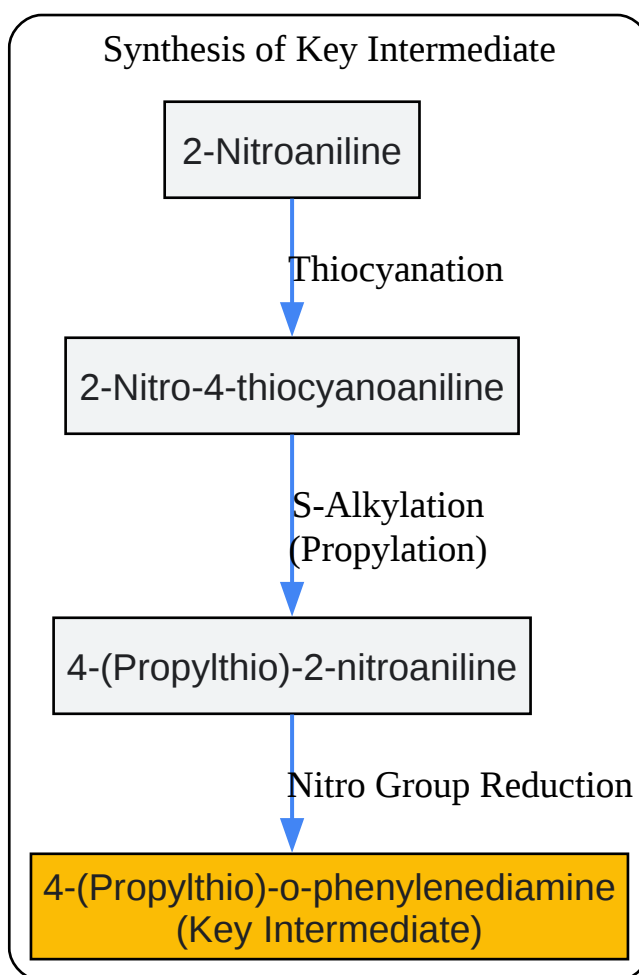 Synthesis of Key Intermediate
2-Nitroaniline
Thiocyanation
2-Nitro-4-thiocyanoaniline
S-Alkylation
(Propylation)
4-(Propylthio)-2-nitroaniline
Nitro Group Reduction
4-(Propylthio)-o-phenylenediamine
(Key Intermediate)